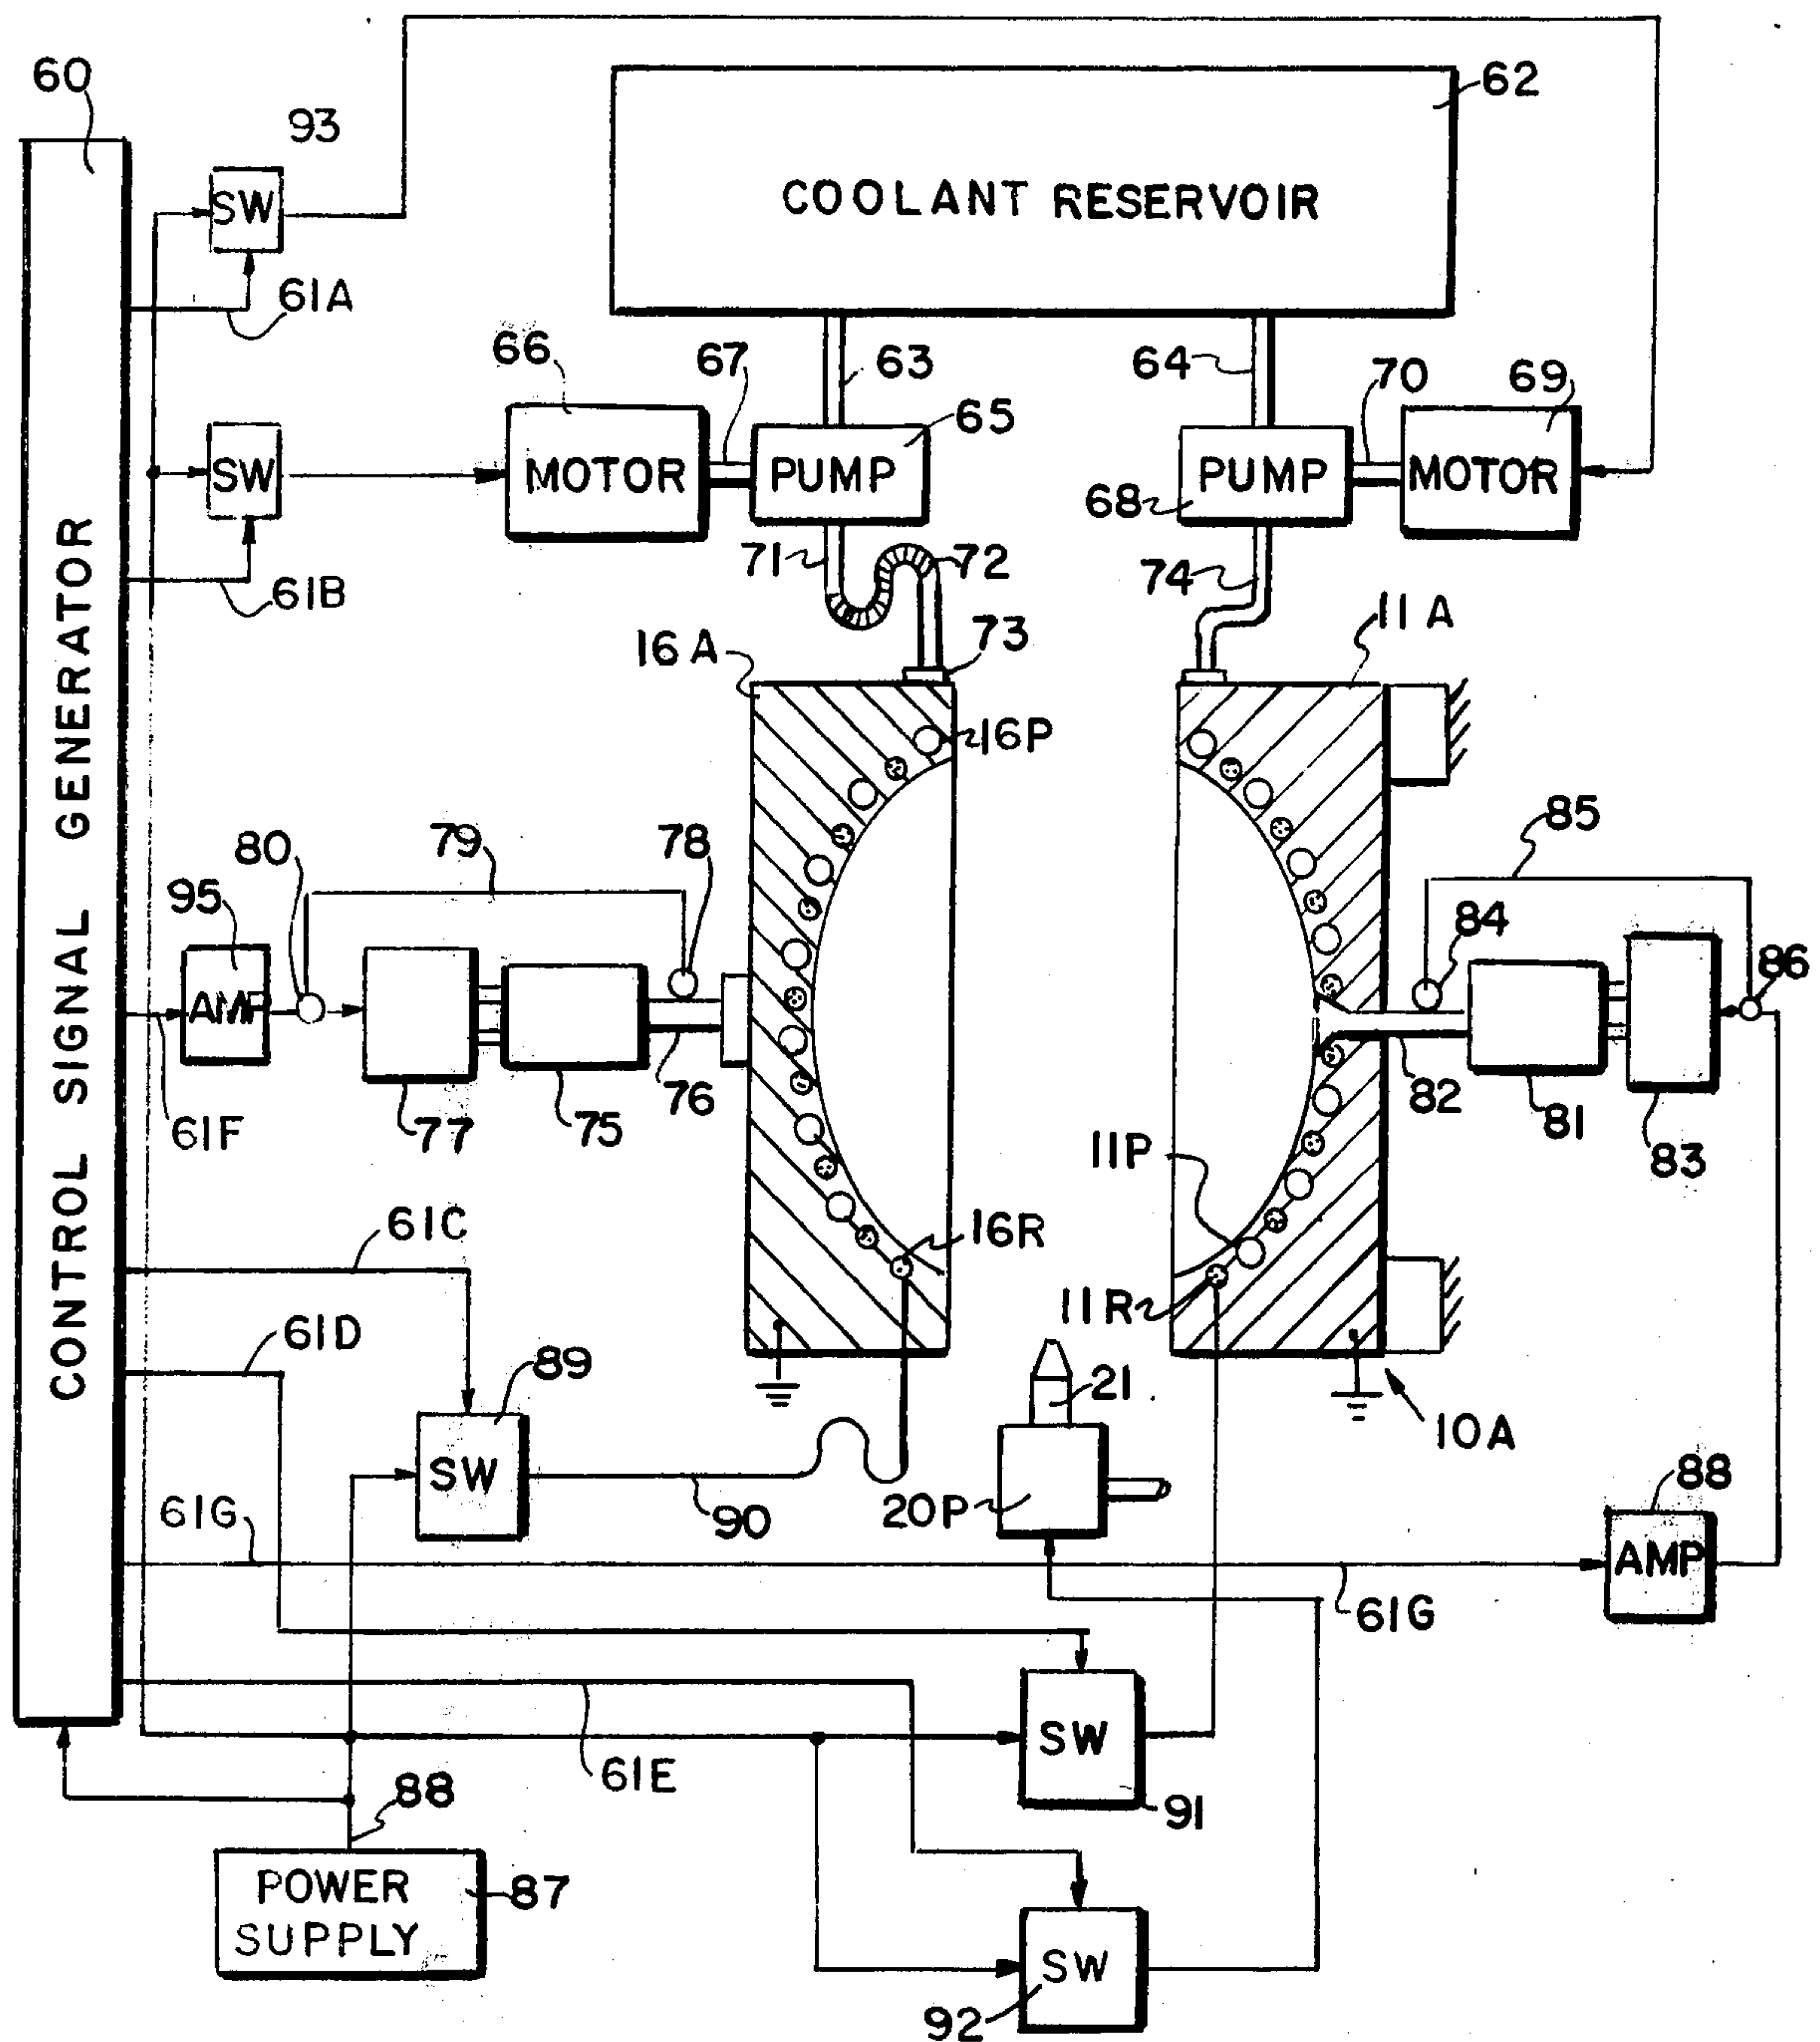 60
93
62
COOLANT RESERVOIR
SW
61A
66
67
63
64
70
69
65
SW
MOTOR
PUMP
PUMP
MOTOR
68
61B
71
72
74
16A
73
11A
16P
CONTROL SIGNAL GENERATOR
80
79
78
85
95
84
86
AMP
61F
77
75
76
82
81
83
11P
61C
16R
11R
61D
89
21
10A
SW
88
61G
90
20P
AMP
61G
SW
61E
88
91
POWER
SUPPLY
87
SW
92